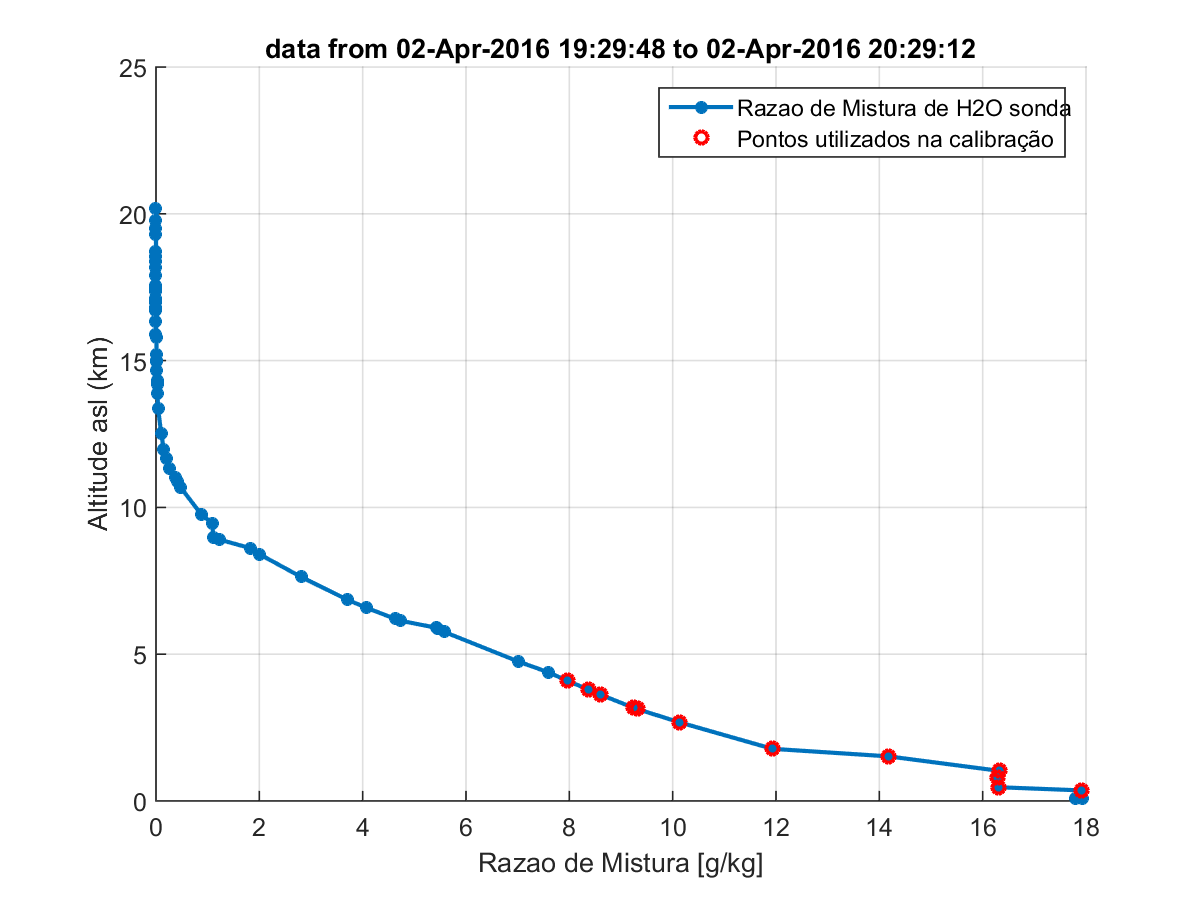 data from 02-Apr-2016 19:29:48 to 02-Apr-2016 20:29:12
Razao de Mistura de H2O sonda
Pontos utilizados na calibração
Altitude asl (km)
25
20
15
10
5
0
0 2 4 6 8 10 12 14 16 18
Razao de Mistura [g/kg]